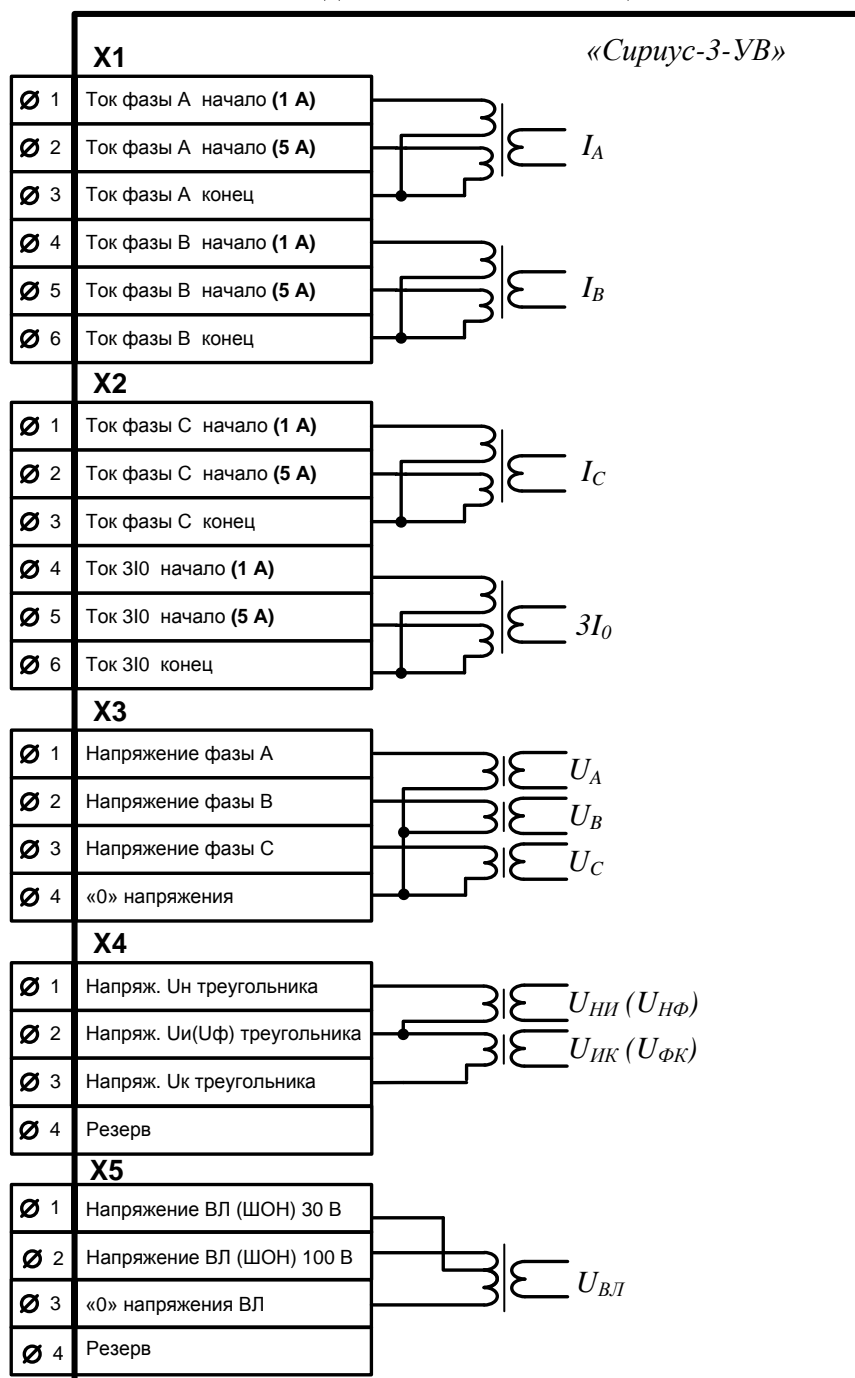 «Сириус-3-УВ»
X1
1 Ток фазы А начало (1 А)
2 Ток фазы А начало (5 А)
3 Ток фазы А конец
I_A
4 Ток фазы В начало (1 А)
5 Ток фазы В начало (5 А)
6 Ток фазы В конец
I_B
X2
1 Ток фазы С начало (1 А)
2 Ток фазы С начало (5 А)
3 Ток фазы С конец
I_C
4 Ток 3I0 начало (1 А)
5 Ток 3I0 начало (5 А)
6 Ток 3I0 конец
3I_0
X3
1 Напряжение фазы А
2 Напряжение фазы В
3 Напряжение фазы С
4 «0» напряжения
U_A
U_B
U_C
X4
1 Напряж. Uн треугольника
2 Напряж. Uи(Uф) треугольника
3 Напряж. Uк треугольника
4 Резерв
U_НИ (U_НФ)
U_ИК (U_ФК)
X5
1 Напряжение ВЛ (ШОН) 30 В
2 Напряжение ВЛ (ШОН) 100 В
3 «0» напряжения ВЛ
4 Резерв
U_ВЛ